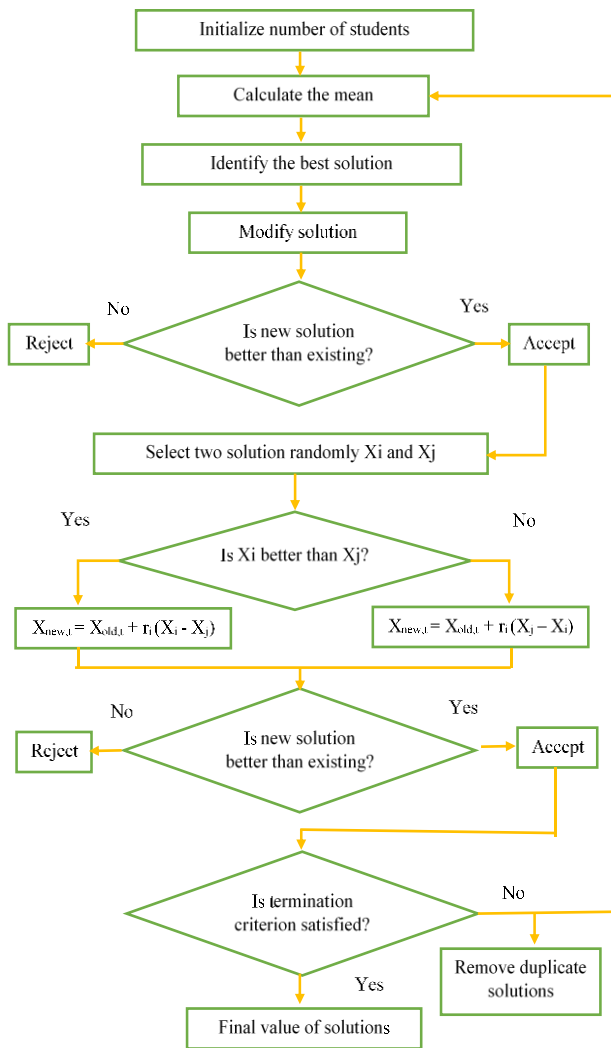 Initialize number of students
Calculate the mean
Identify the best solution
Modify solution
No
Yes
Reject
Is new solution
better than existing?
Accept
Select two solution randomly Xi and Xj
Yes
No
Is Xi better than Xj?
Xnew,t = Xold,t + ri (Xi - Xj)
Xnew,t = Xold,t + ri (Xj – Xi)
No
Yes
Reject
Is new solution
better than existing?
Accept
Is termination
criterion satisfied?
No
Remove duplicate
solutions
Yes
Final value of solutions